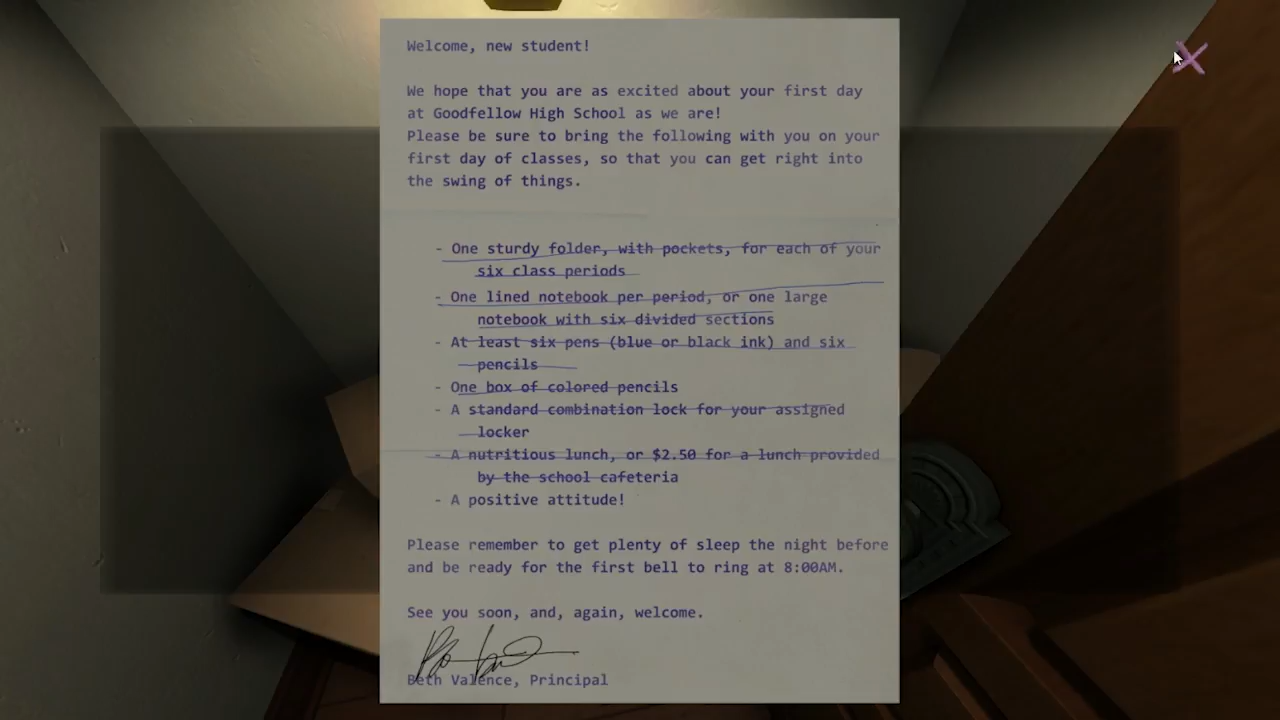 Welcome, new student!
We hope that you are as excited about your first day
at Goodfellow High School as we are!
Please be sure to bring the following with you on your
first day of classes, so that you can get right into
the swing of things.
- One sturdy folder, with pockets, for each of your
six class periods
- One lined notebook per period, or one large
notebook with six divided sections
- At least six pens (blue or black ink) and six
pencils
- One box of colored pencils
- A standard combination lock for your assigned
locker
- A nutritious lunch, or $2.50 for a lunch provided
by the school cafeteria
- A positive attitude!
Please remember to get plenty of sleep the night before
and be ready for the first bell to ring at 8:00AM.
See you soon, and, again, welcome.
Beth Valence, Principal